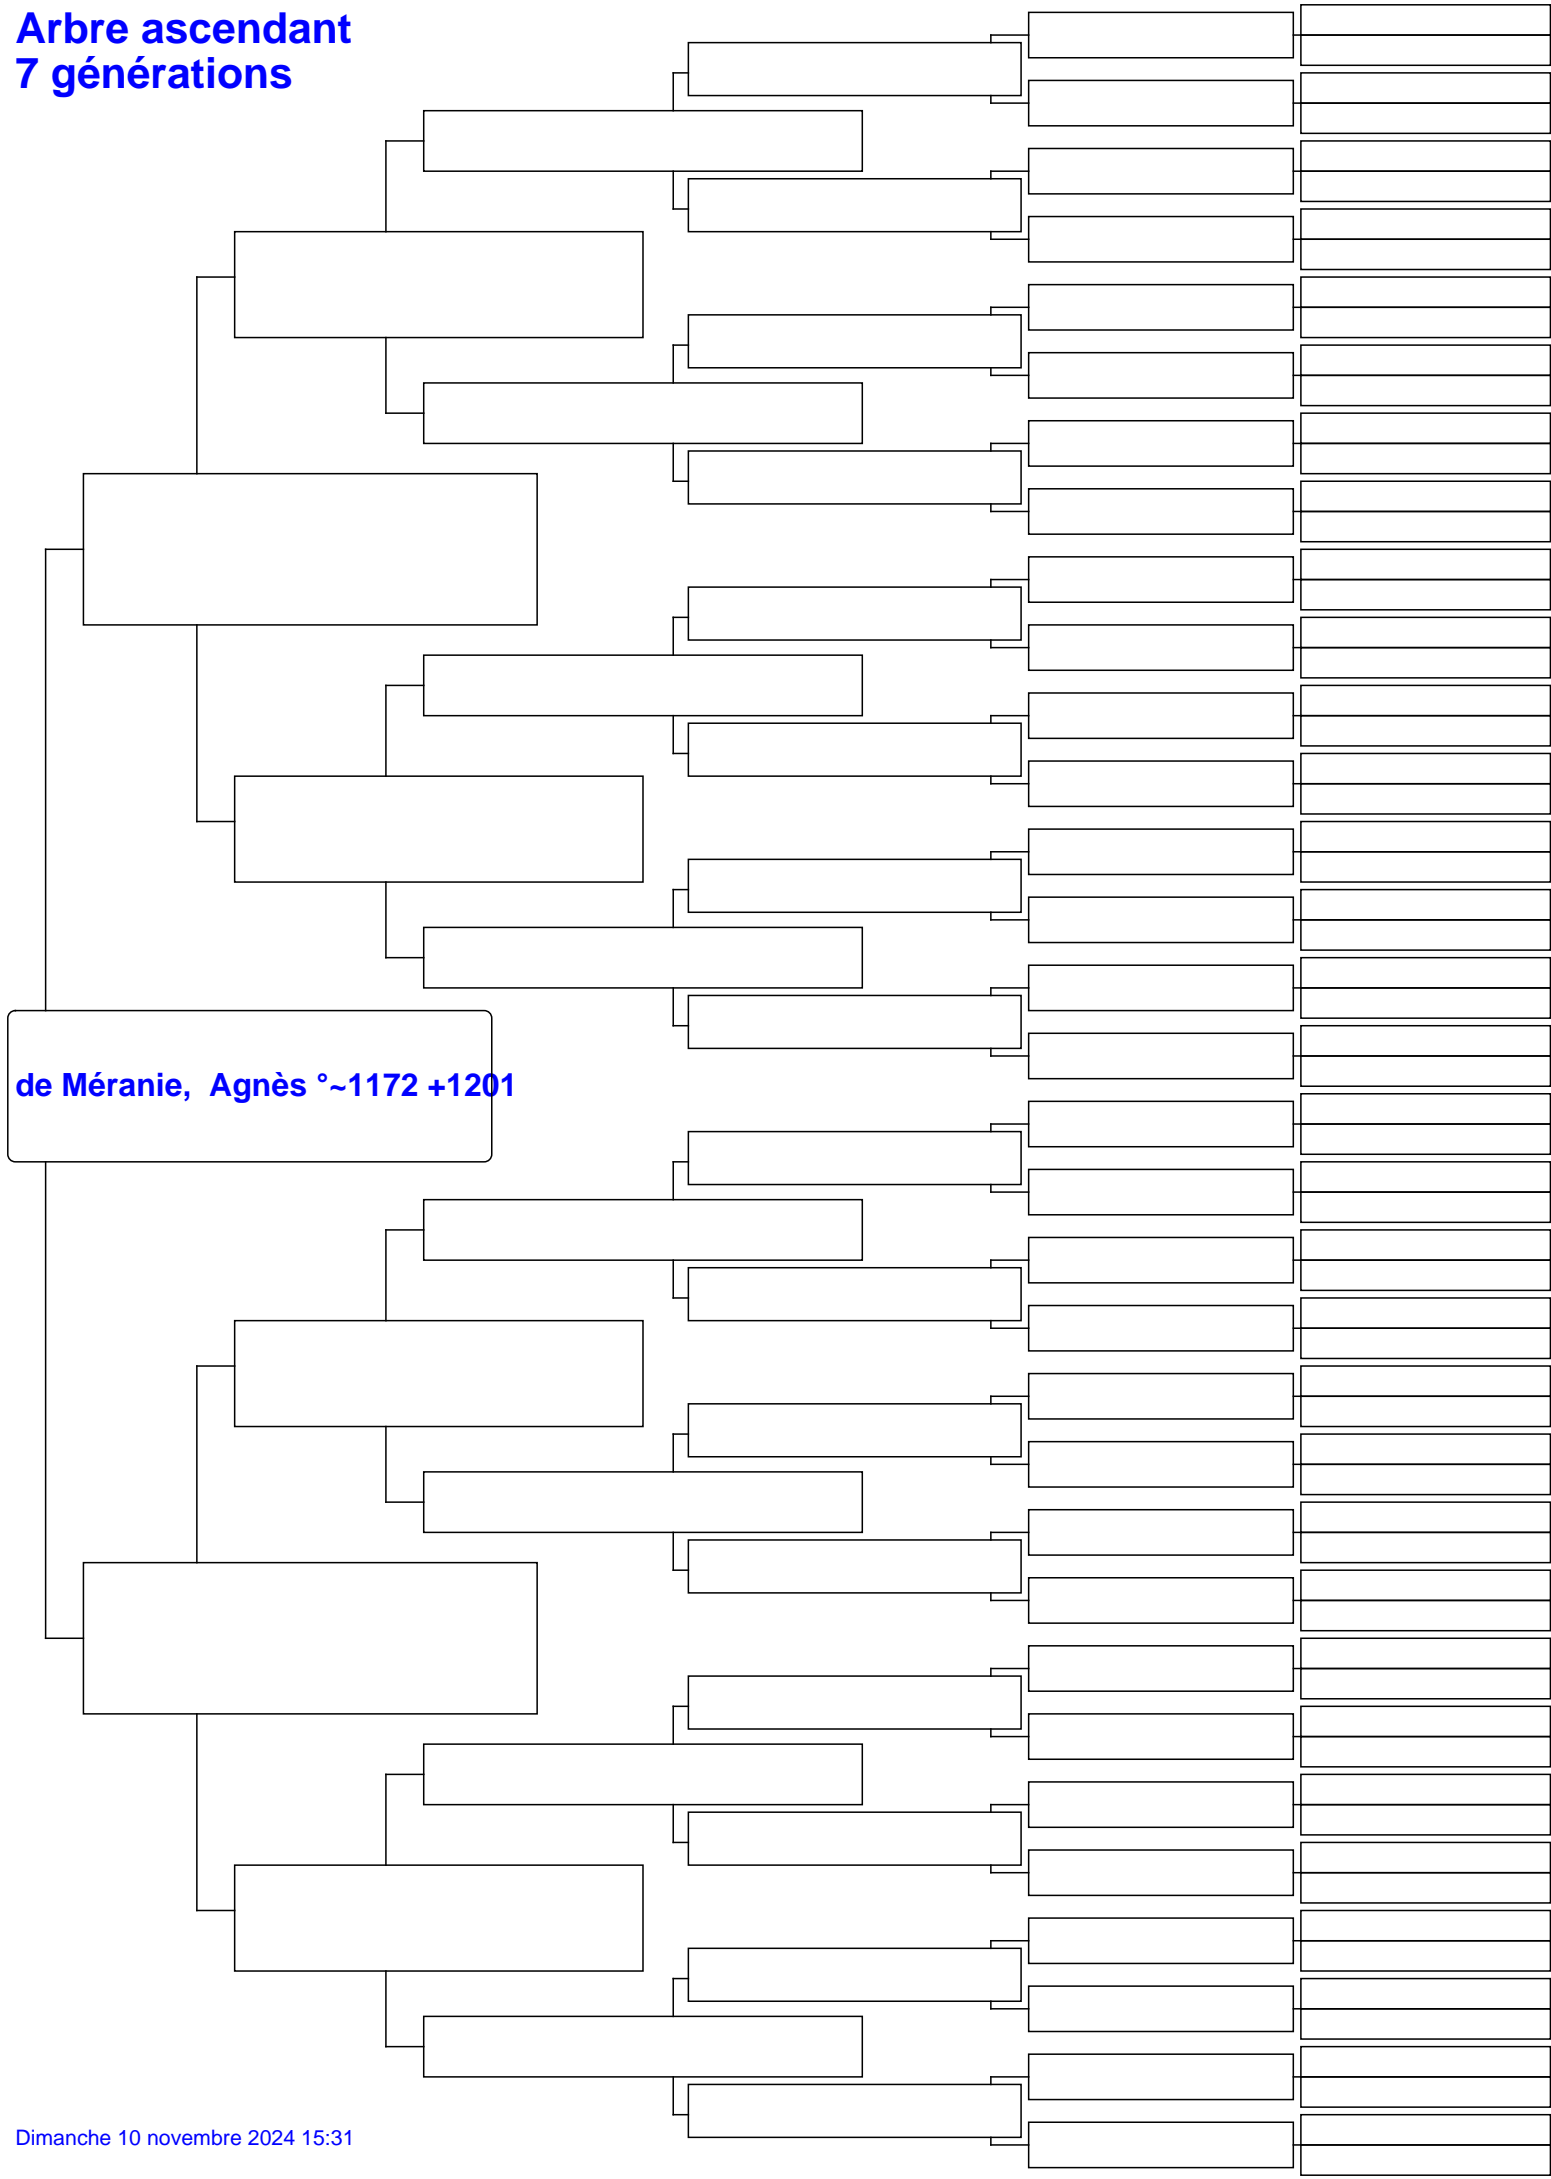 Arbre ascendant
7 générations
de Méranie,  Agnès °~1172 +1201
Dimanche 10 novembre 2024 15:31